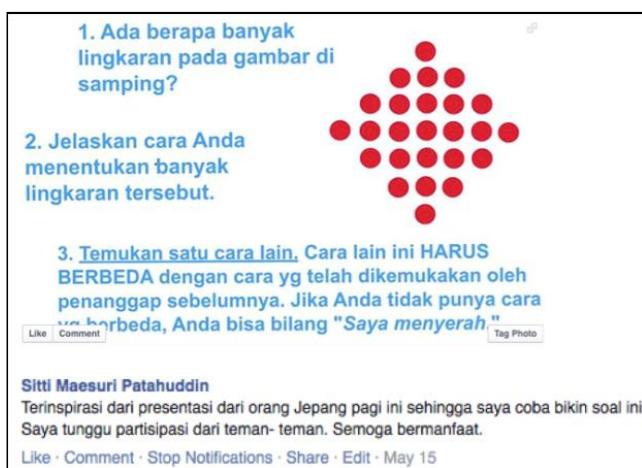 1. Ada berapa banyak
lingkaran pada gambar di
samping?
2. Jelaskan cara Anda
menentukan banyak
lingkaran tersebut.
3. Temukan satu cara lain. Cara lain ini HARUS
BERBEDA dengan cara yg telah dikemukakan oleh
penanggap sebelumnya. Jika Anda tidak punya cara
yg berbeda, Anda bisa bilang "Saya menyerah."
Like Comment Tag Photo
Sitti Maesuri Patahuddin
Terinspirasi dari presentasi dari orang Jepang pagi ini sehingga saya coba bikin soal ini
Saya tunggu partisipasi dari teman- teman. Semoga bermanfaat.
Like · Comment · Stop Notifications · Share · Edit · May 15